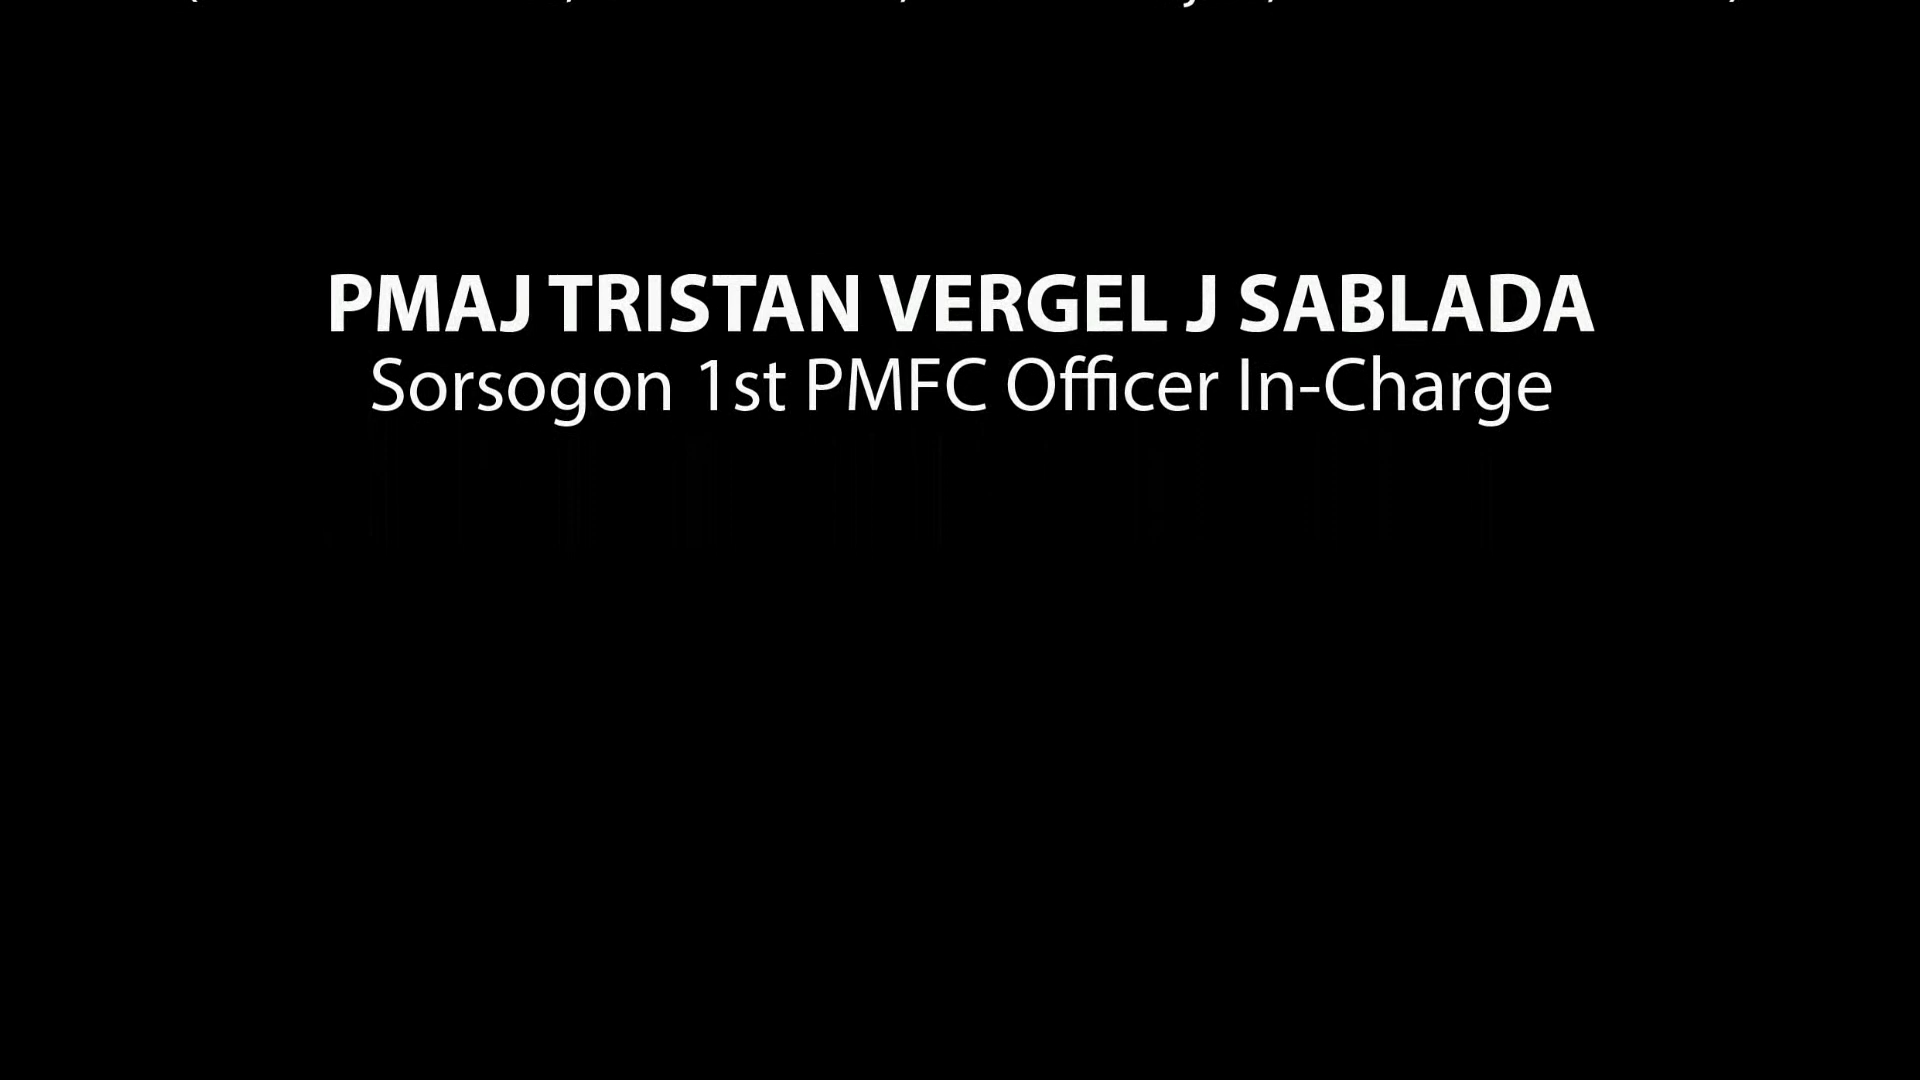 PMAJ TRISTAN VERGEL J SABLADA
Sorsogon 1st PMFC Officer In-Charge